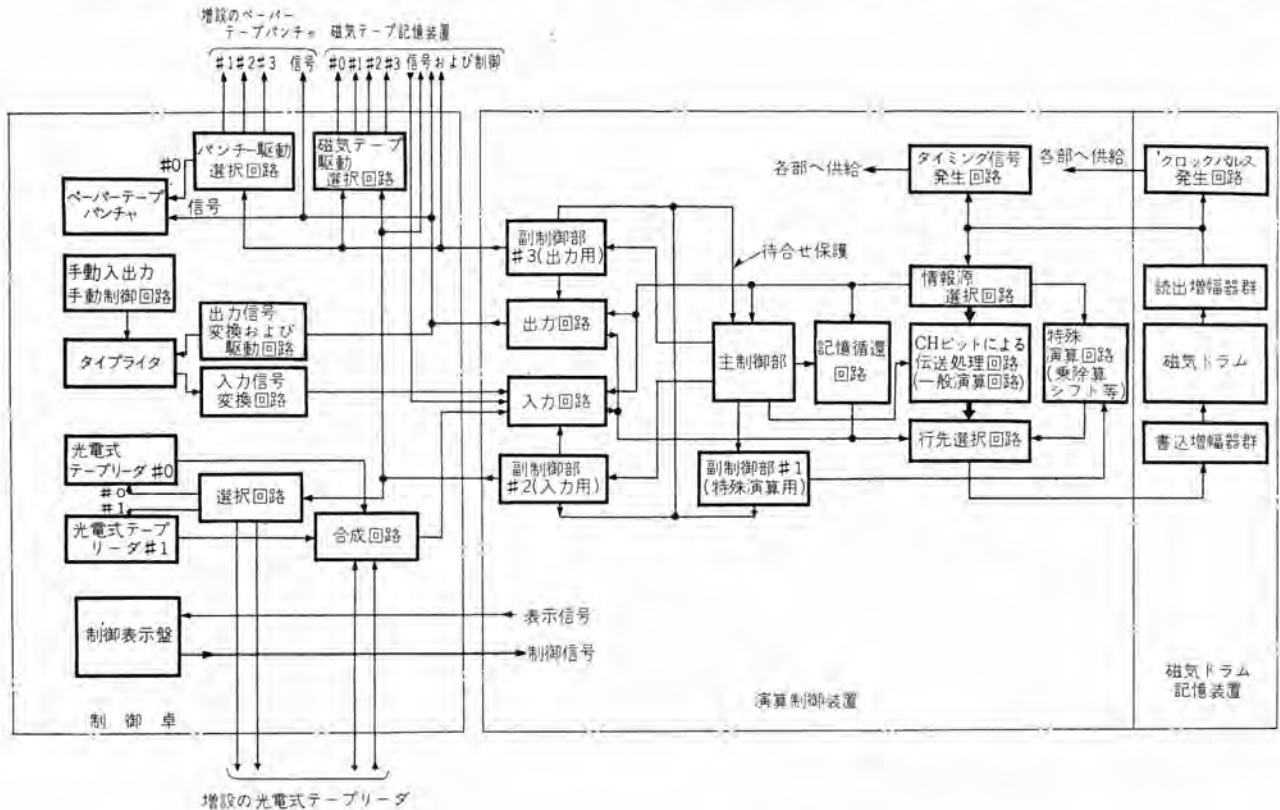 増設のペーパー
テープパンチャ
磁気テープ記憶装置
#1 #2 #3 信号
#0 #1 #2 #3 信号および制御
パンチー駆動
選択回路
磁気テープ
駆動
選択回路
#0
ペーパーテープ
パンチャ
信号
手動入出力
手動制御回路
出力信号
変換および
駆動回路
タイプライタ
入力信号
変換回路
光電式
テープリーダ#0
#0
#1
選択回路
光電式テープ
リーダ#1
合成回路
制御表示盤
制御卓
増設の光電式テープリーダ
表示信号
制御信号
副制御部
#3(出力用)
出力回路
入力回路
副制御部
#2(入力用)
待合せ保護
主制御部
記憶循還
回路
副制御部#1
(特殊演算用)
各部へ供給
タイミング信号
発生回路
情報源
選択回路
CHビットによる
伝送処理回路
(一般演算回路)
特殊
演算回路
(乗除算
シフト等)
行先選択回路
演算制御装置
各部へ供給
クロックパルス
発生回路
読出増幅器群
磁気ドラム
書込増幅器群
磁気ドラム
記憶装置